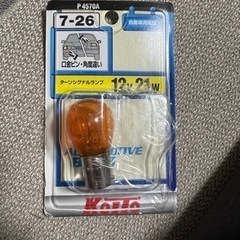 P4570A
7-26
自動車用電球
口金ピン・角度違い
ターンシグナルランプ
12V 21W
Koito